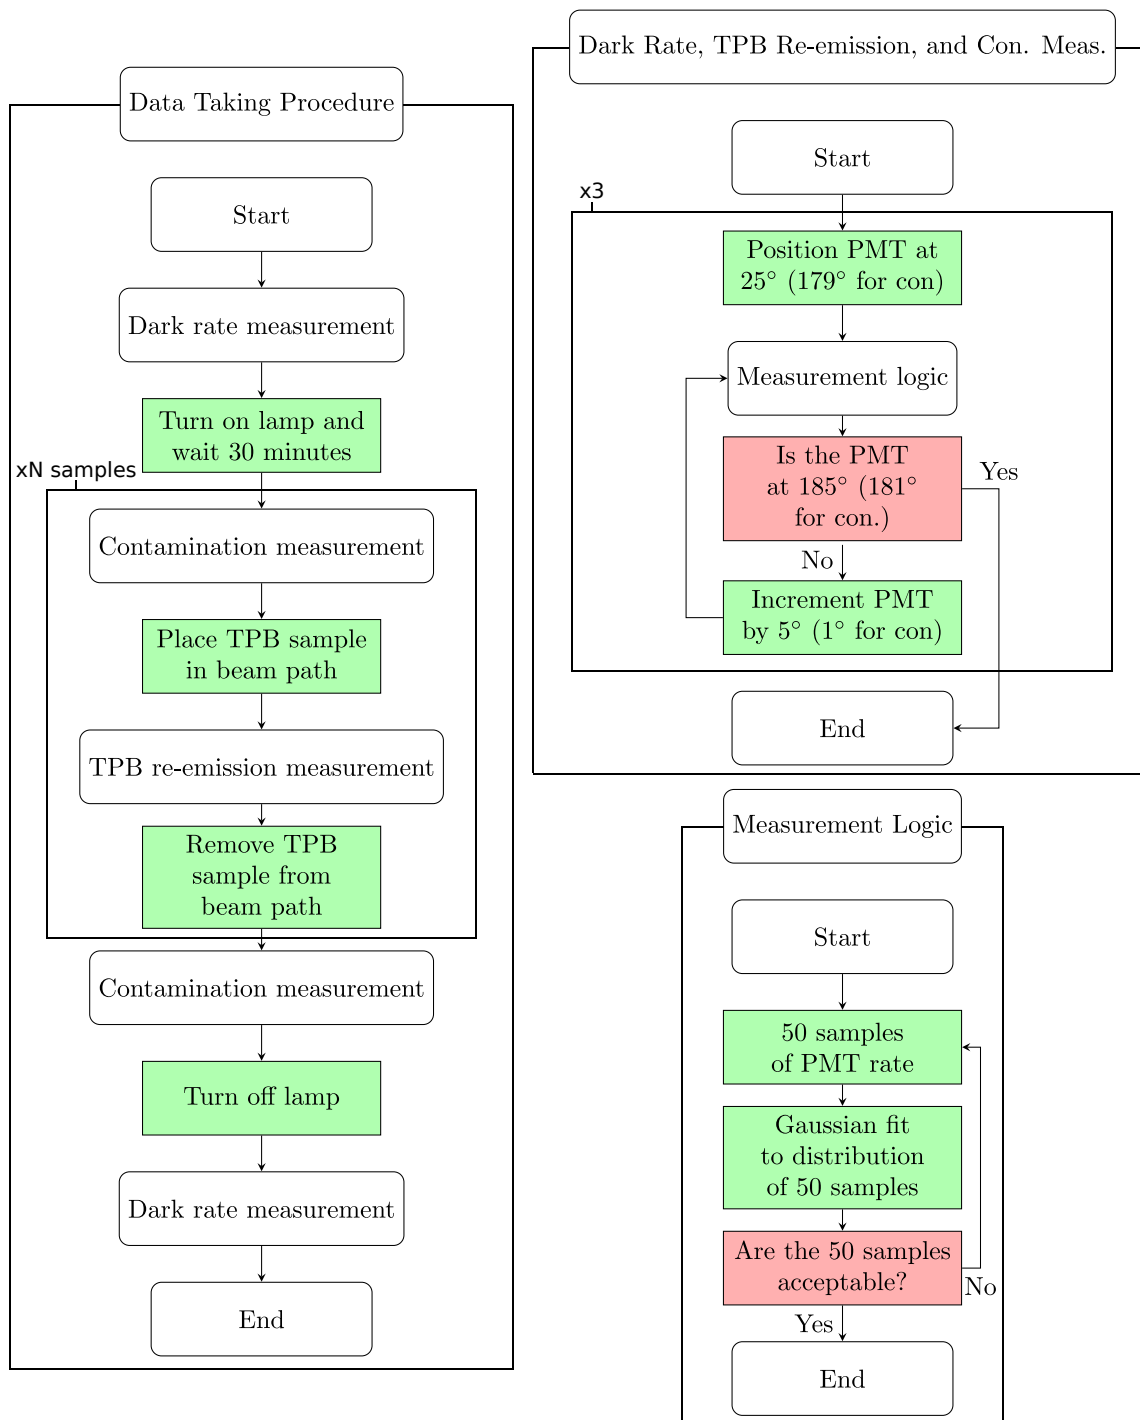 Data Taking Procedure
Start
Dark rate measurement
Turn on lamp and
wait 30 minutes
xN samples
Contamination measurement
Place TPB sample
in beam path
TPB re-emission measurement
Remove TPB
sample from
beam path
Contamination measurement
Turn off lamp
Dark rate measurement
End
Dark Rate, TPB Re-emission, and Con. Meas.
Start
x3
Position PMT at
25° (179° for con)
Measurement logic
Is the PMT
at 185° (181°
for con.)
Yes
No
Increment PMT
by 5° (1° for con)
End
Measurement Logic
Start
50 samples
of PMT rate
Gaussian fit
to distribution
of 50 samples
Are the 50 samples
acceptable?
No
Yes
End